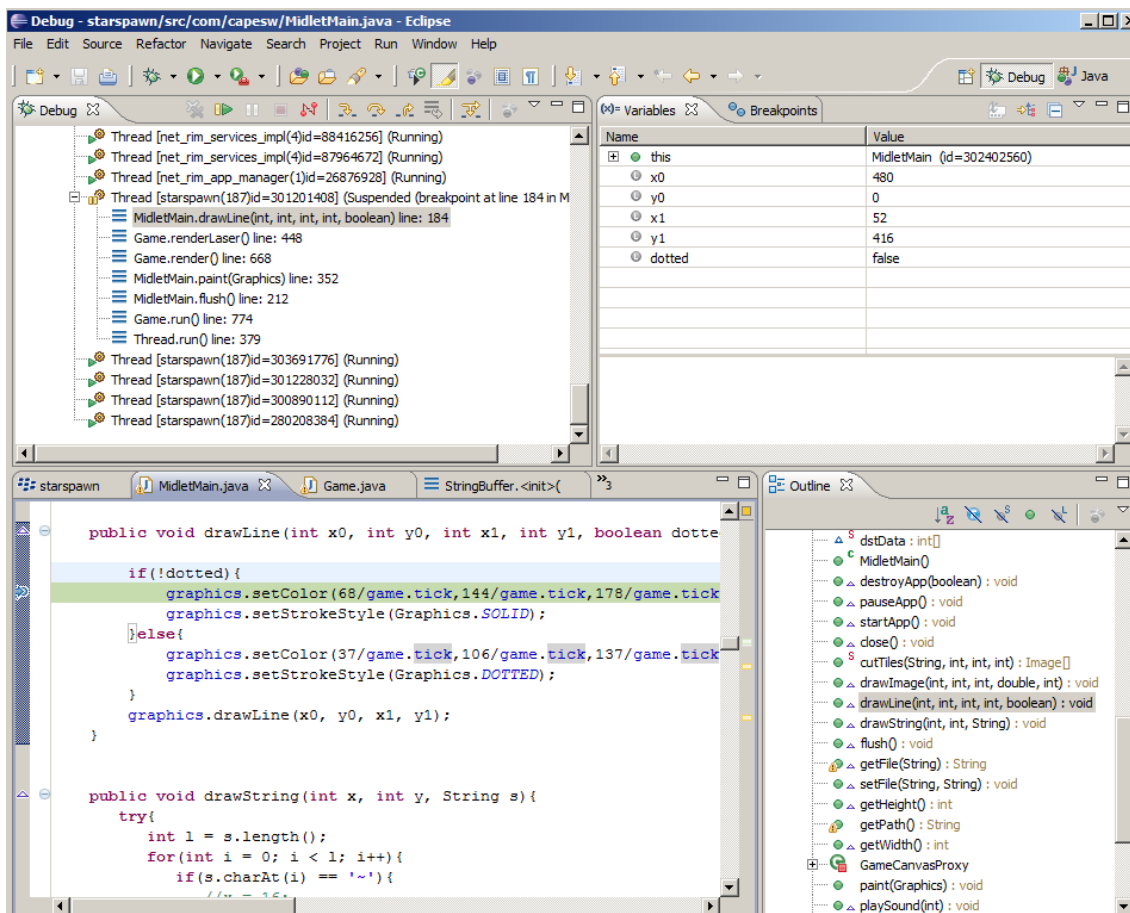 Debug - starspawn/src/com/capesw/MidletMain.java - Eclipse
File Edit Source Refactor Navigate Search Project Run Window Help
Debug Java
Debug
Thread [net_rim_services_impl(4)id=88416256] (Running)
Thread [net_rim_services_impl(4)id=87964672] (Running)
Thread [net_rim_app_manager(1)id=26876928] (Running)
Thread [starspawn(187)id=301201408] (Suspended (breakpoint at line 184 in M
MidletMain.drawLine(int, int, int, int, boolean) line: 184
Game.renderLaser() line: 448
Game.render() line: 668
MidletMain.paint(Graphics) line: 352
MidletMain.flush() line: 212
Game.run() line: 774
Thread.run() line: 379
Thread [starspawn(187)id=303691776] (Running)
Thread [starspawn(187)id=301228032] (Running)
Thread [starspawn(187)id=300890112] (Running)
Thread [starspawn(187)id=280208384] (Running)
(x)= Variables Breakpoints
Name Value
this MidletMain (id=302402560)
x0 480
y0 0
x1 52
y1 416
dotted false
starspawn MidletMain.java Game.java StringBuffer.<init>( »3
public void drawLine(int x0, int y0, int x1, int y1, boolean dotte
if(!dotted){
graphics.setColor(68/game.tick,144/game.tick,178/game.tick
graphics.setStrokeStyle(Graphics.SOLID);
}else{
graphics.setColor(37/game.tick,106/game.tick,137/game.tick
graphics.setStrokeStyle(Graphics.DOTTED);
}
graphics.drawLine(x0, y0, x1, y1);
}
public void drawString(int x, int y, String s){
try{
int l = s.length();
for(int i = 0; i < l; i++){
if(s.charAt(i) == '~'){
//x = 16;
Outline
dstData : int[]
MidletMain()
destroyApp(boolean) : void
pauseApp() : void
startApp() : void
close() : void
cutTiles(String, int, int, int) : Image[]
drawImage(int, int, int, double, int) : void
drawLine(int, int, int, int, boolean) : void
drawString(int, int, String) : void
flush() : void
getFile(String) : String
setFile(String, String) : void
getHeight() : int
getPath() : String
getWidth() : int
GameCanvasProxy
paint(Graphics) : void
playSound(int) : void